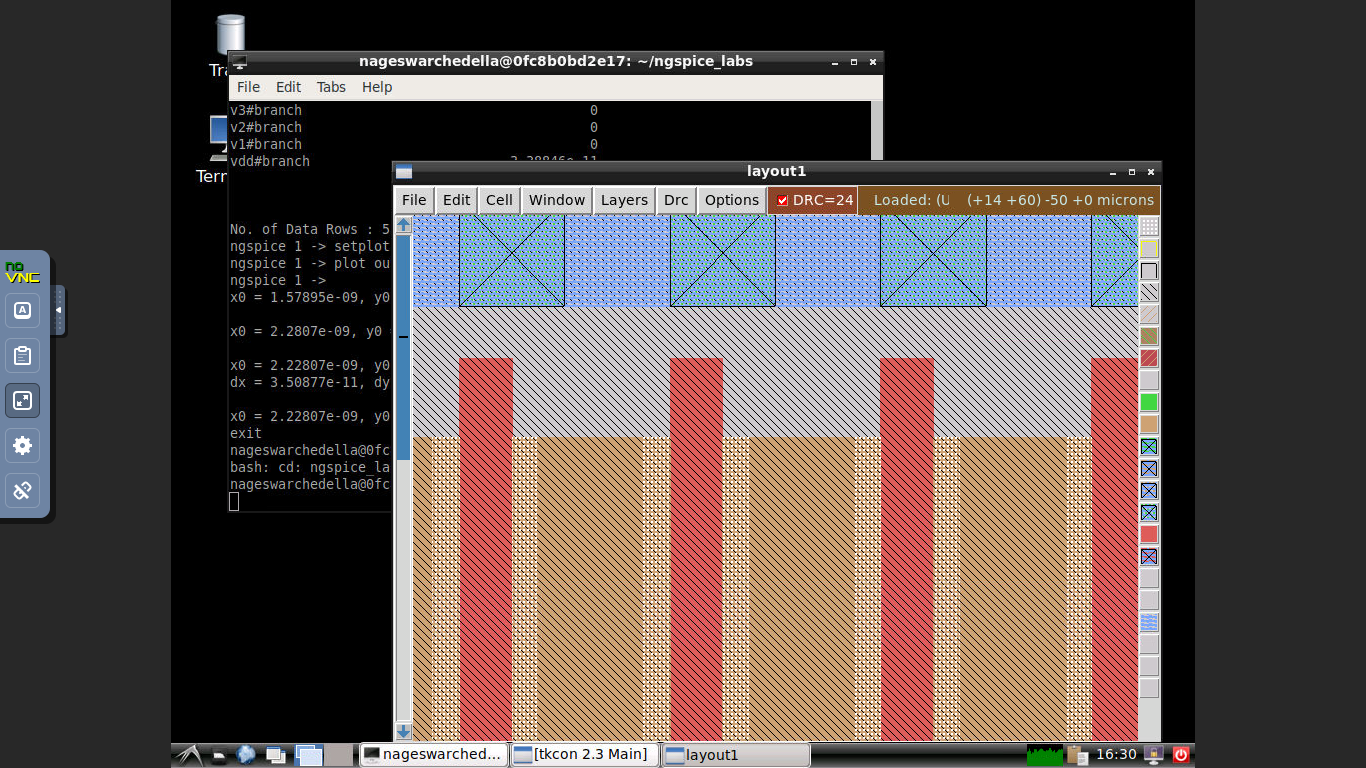 Tr
nageswarchedella@0fc8b0bd2e17: ~/ngspice_labs
File Edit Tabs Help
v3#branch 0
v2#branch 0
v1#branch 0
vdd#branch
Term
layout1
File Edit Cell Window Layers Drc Options DRC=24 Loaded: (U (+14 +60) -50 +0 microns
No. of Data Rows : 5
ngspice 1 -> setplot
ngspice 1 -> plot ou
ngspice 1 ->
x0 = 1.57895e-09, y0
x0 = 2.2807e-09, y0
x0 = 2.22807e-09, y0
dx = 3.50877e-11, dy
x0 = 2.22807e-09, y0
exit
nageswarchedella@0fc
bash: cd: ngspice_la
nageswarchedella@0fc
no
VNC
A
nageswarched...
[tkcon 2.3 Main]
layout1
16:30